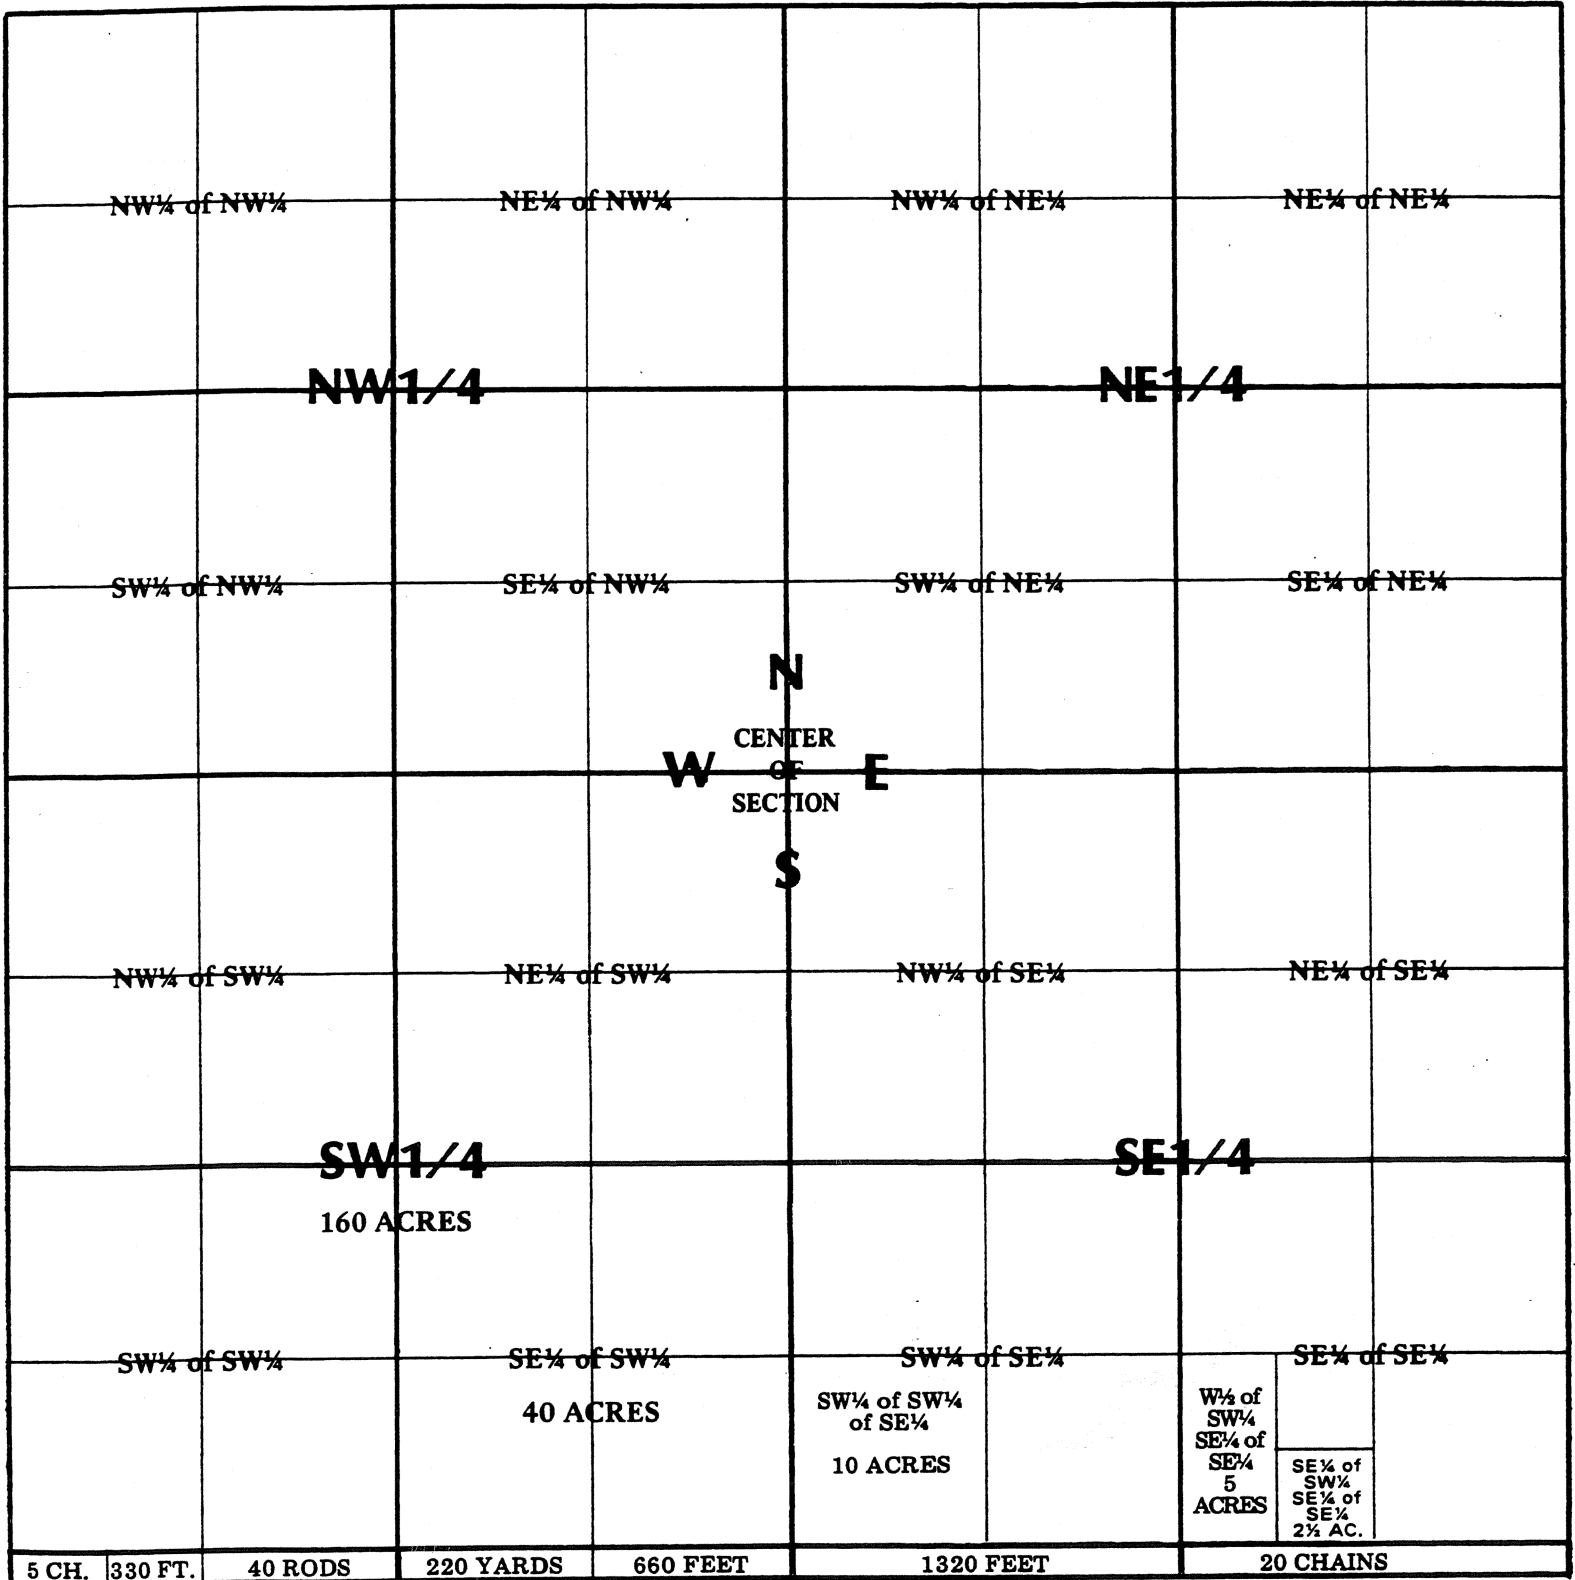 NW¼ of NW¼
NE¼ of NW¼
NW¼ of NE¼
NE¼ of NE¼
NW1/4
NE1/4
SW¼ of NW¼
SE¼ of NW¼
SW¼ of NE¼
SE¼ of NE¼
N
CENTER
W
OF
E
SECTION
S
NW¼ of SW¼
NE¼ of SW¼
NW¼ of SE¼
NE¼ of SE¼
SW1/4
SE1/4
160 ACRES
SW¼ of SW¼
SE¼ of SW¼
SW¼ of SE¼
SE¼ of SE¼
40 ACRES
SW¼ of SW¼
of SE¼
10 ACRES
W½ of
SW¼
SE¼ of
SE¼
5
ACRES
SE¼ of
SW¼
SE¼ of
SE¼
2½ AC.
5 CH.
330 FT.
40 RODS
220 YARDS
660 FEET
1320 FEET
20 CHAINS